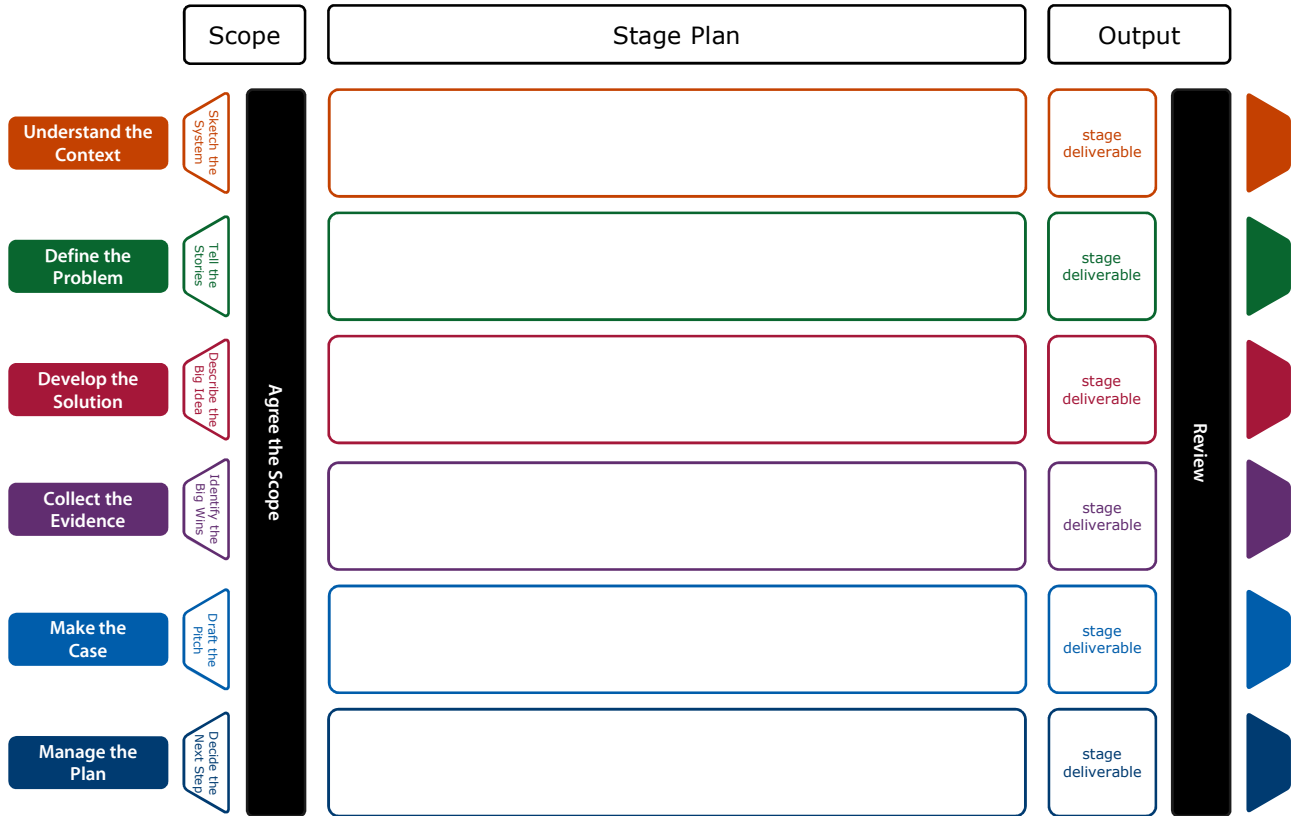 Scope
Stage Plan
Output
Understand the
Context
Sketch the
System
stage
deliverable
Define the
Problem
Tell the
Stories
stage
deliverable
Develop the
Solution
Describe the
Big Idea
stage
deliverable
Agree the Scope
Review
Collect the
Evidence
Identify the
Big Wins
stage
deliverable
Make the
Case
Draft the
Pitch
stage
deliverable
Manage the
Plan
Decide the
Next Step
stage
deliverable